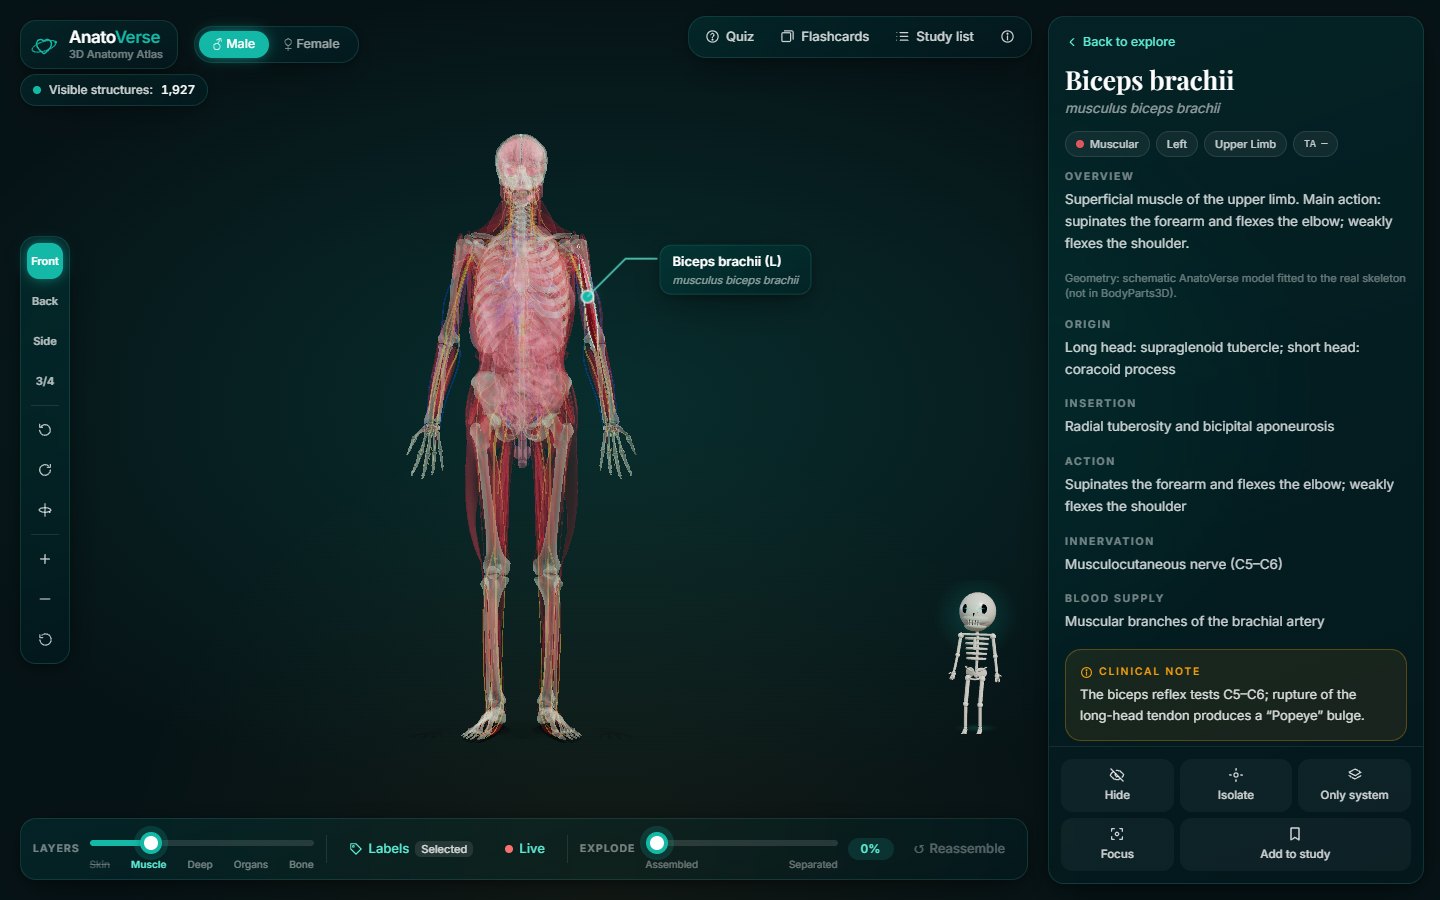 AnatoVerse
3D Anatomy Atlas
Male
Female
Visible structures: 1,927
Quiz
Flashcards
Study list
Front
Back
Side
3/4
Biceps brachii (L)
musculus biceps brachii
LAYERS
Skin
Muscle
Deep
Organs
Bone
Labels Selected
Live
EXPLODE
Assembled
Separated
0%
Reassemble
Back to explore
Biceps brachii
musculus biceps brachii
Muscular
Left
Upper Limb
TA —
OVERVIEW
Superficial muscle of the upper limb. Main action:
supinates the forearm and flexes the elbow; weakly
flexes the shoulder.
Geometry: schematic AnatoVerse model fitted to the real skeleton
(not in BodyParts3D).
ORIGIN
Long head: supraglenoid tubercle; short head:
coracoid process
INSERTION
Radial tuberosity and bicipital aponeurosis
ACTION
Supinates the forearm and flexes the elbow; weakly
flexes the shoulder
INNERVATION
Musculocutaneous nerve (C5–C6)
BLOOD SUPPLY
Muscular branches of the brachial artery
CLINICAL NOTE
The biceps reflex tests C5–C6; rupture of the
long-head tendon produces a “Popeye” bulge.
Hide
Isolate
Only system
Focus
Add to study